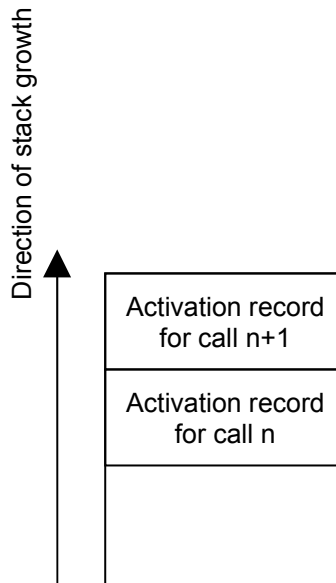 Direction of stack growth
Activation record
for call n+1
Activation record
for call n